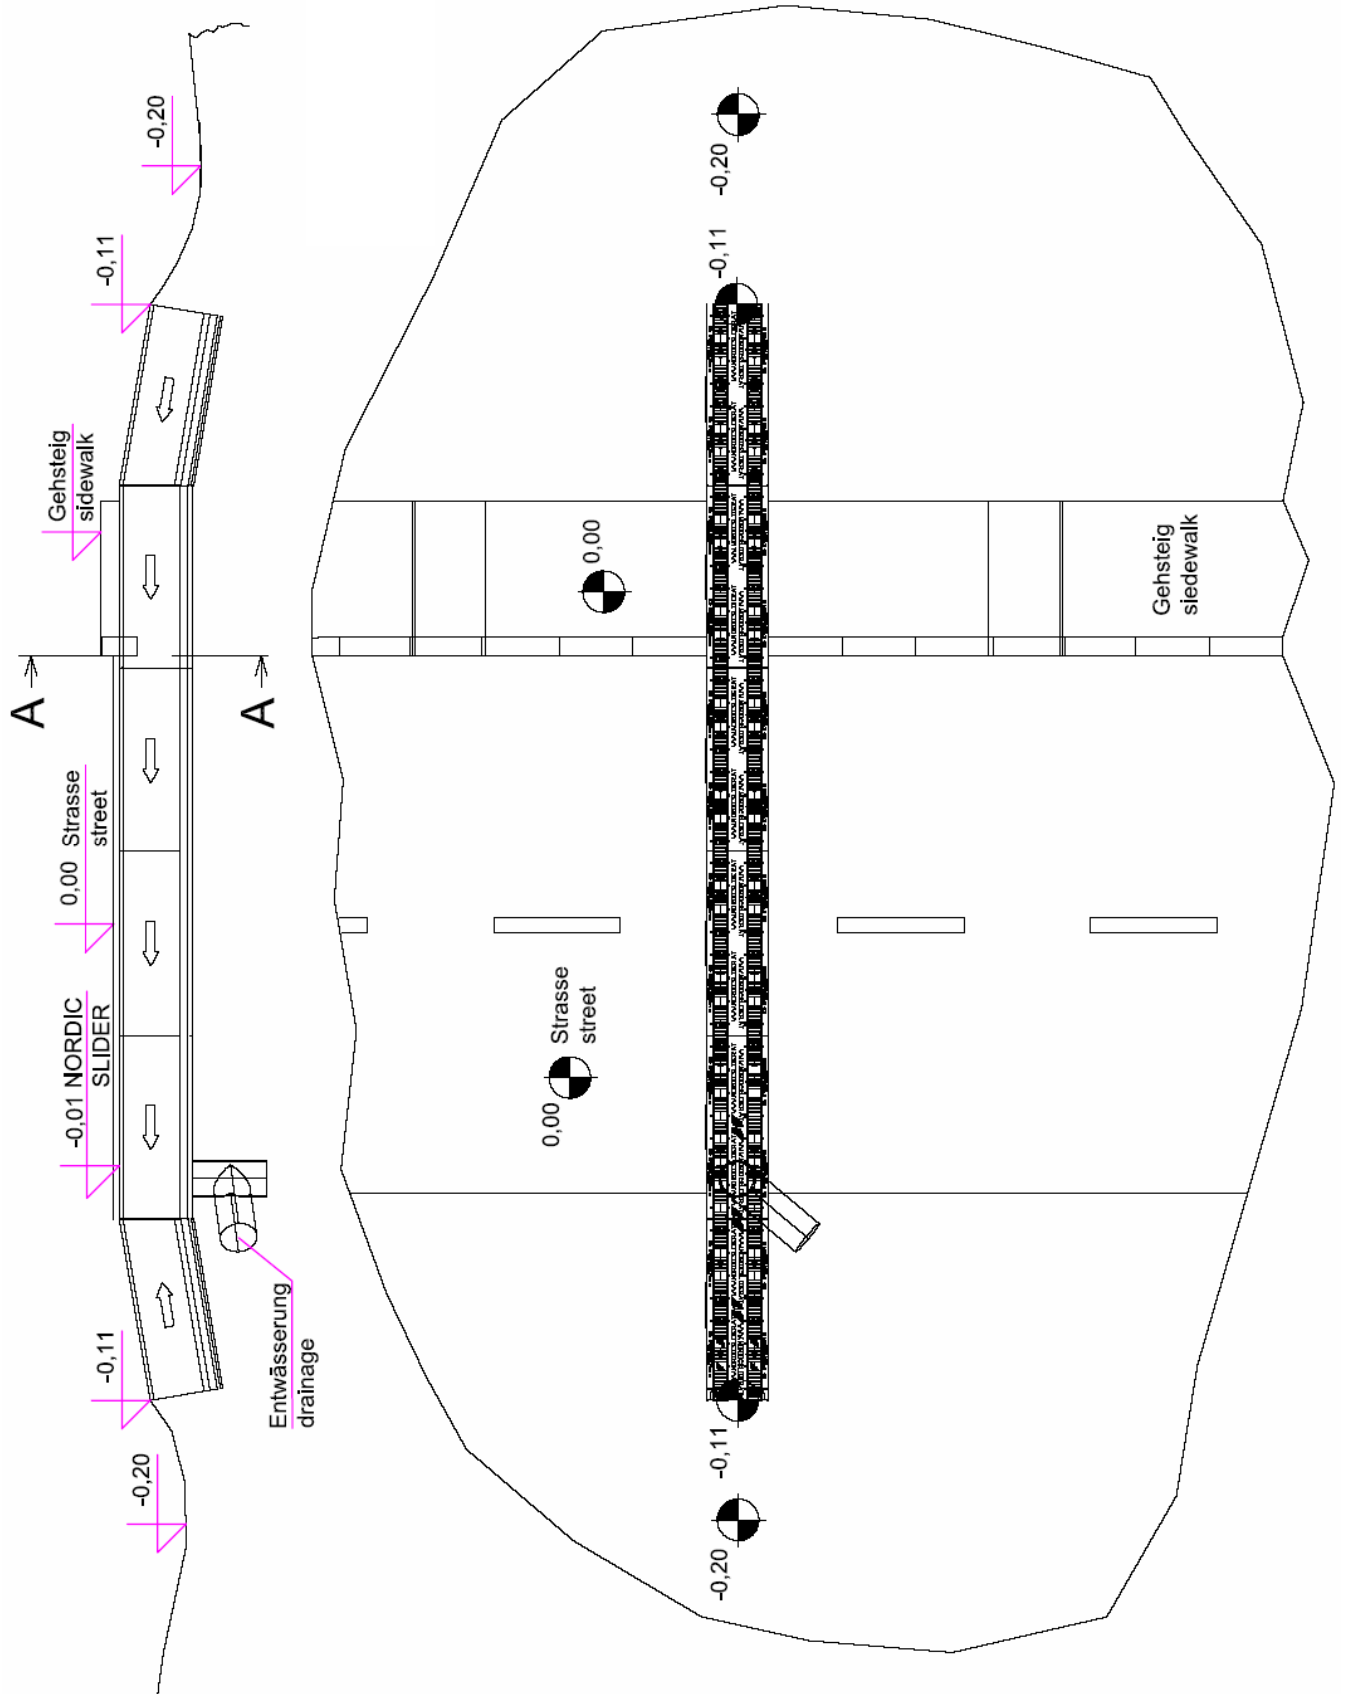 -0,20
-0,11
Gehsteig
sidewalk
A
A
0,00 Strasse
street
-0,01 NORDIC
SLIDER
-0,11
-0,20
Entwässerung
drainage
-0,20
-0,11
0,00
Gehsteig
siedewalk
Strasse
street
0,00
-0,11
-0,20